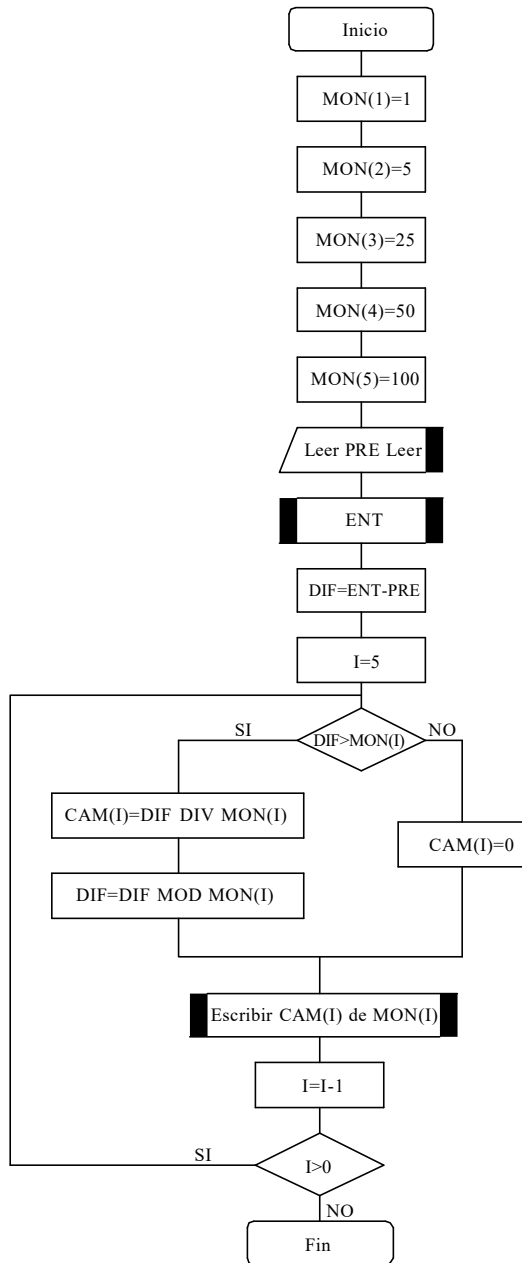 Inicio
MON(1)=1
MON(2)=5
MON(3)=25
MON(4)=50
MON(5)=100
Leer PRE Leer
ENT
DIF=ENT-PRE
I=5
DIF>MON(I)
SI
NO
CAM(I)=DIF DIV MON(I)
CAM(I)=0
DIF=DIF MOD MON(I)
Escribir CAM(I) de MON(I)
I=I-1
SI
I>0
NO
Fin